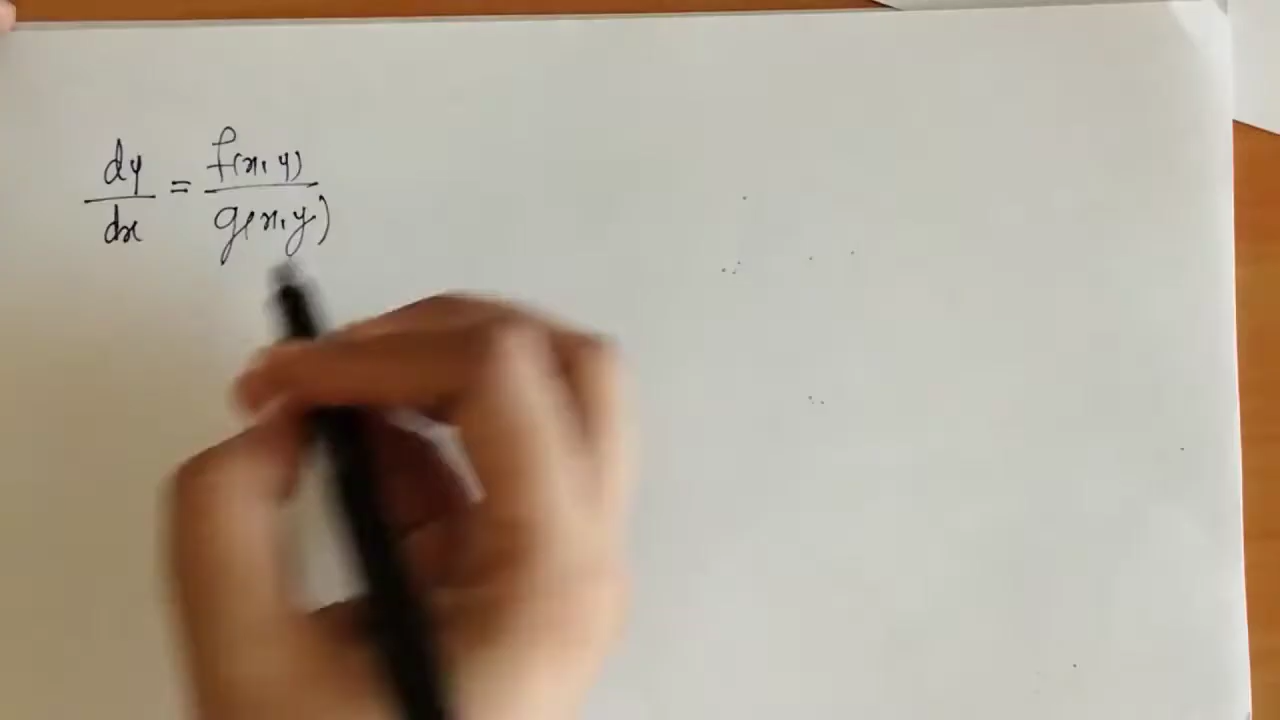 dy/dx = f(x, y)/g(x, y)